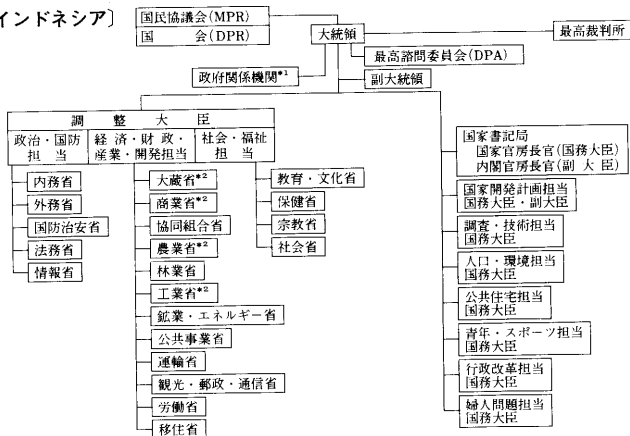 インドネシア〕
国民協議会(MPR)
国　　会(DPR)
大統領
最高裁判所
最高諮問委員会(DPA)
政府関係機関*1
副大統領
調　整　大　臣
政治・国防
担　当
経済・財政・
産業・開発担当
社会・福祉
担　当
内務省
外務省
国防治安省
法務省
情報省
大蔵省*2
商業省*2
協同組合省
農業省*2
林業省
工業省*2
鉱業・エネルギー省
公共事業省
運輸省
観光・郵政・通信省
労働省
移住省
教育・文化省
保健省
宗教省
社会省
国家書記局
国家官房長官(国務大臣)
内閣官房長官(副大臣)
国家開発計画担当
国務大臣・副大臣
調査・技術担当
国務大臣
人口・環境担当
国務大臣
公共住宅担当
国務大臣
青年・スポーツ担当
国務大臣
行政改革担当
国務大臣
婦人問題担当
国務大臣